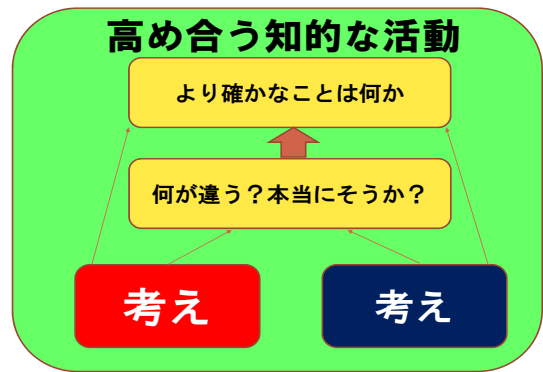 高め合う知的な活動
より確かなことは何か
何が違う？本当にそうか？
考え
考え